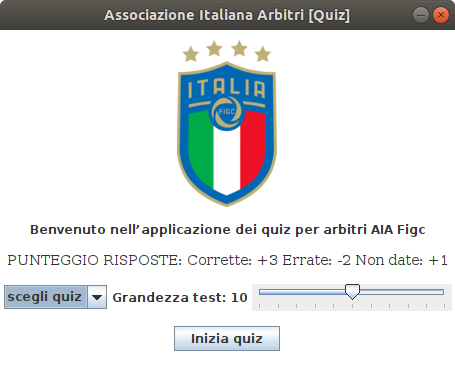 Associazione Italiana Arbitri [Quiz]
ITALIA
FIGC
Benvenuto nell'applicazione dei quiz per arbitri AIA Figc
PUNTEGGIO RISPOSTE: Corrette: +3 Errate: -2 Non date: +1
scegli quiz Grandezza test: 10
Inizia quiz